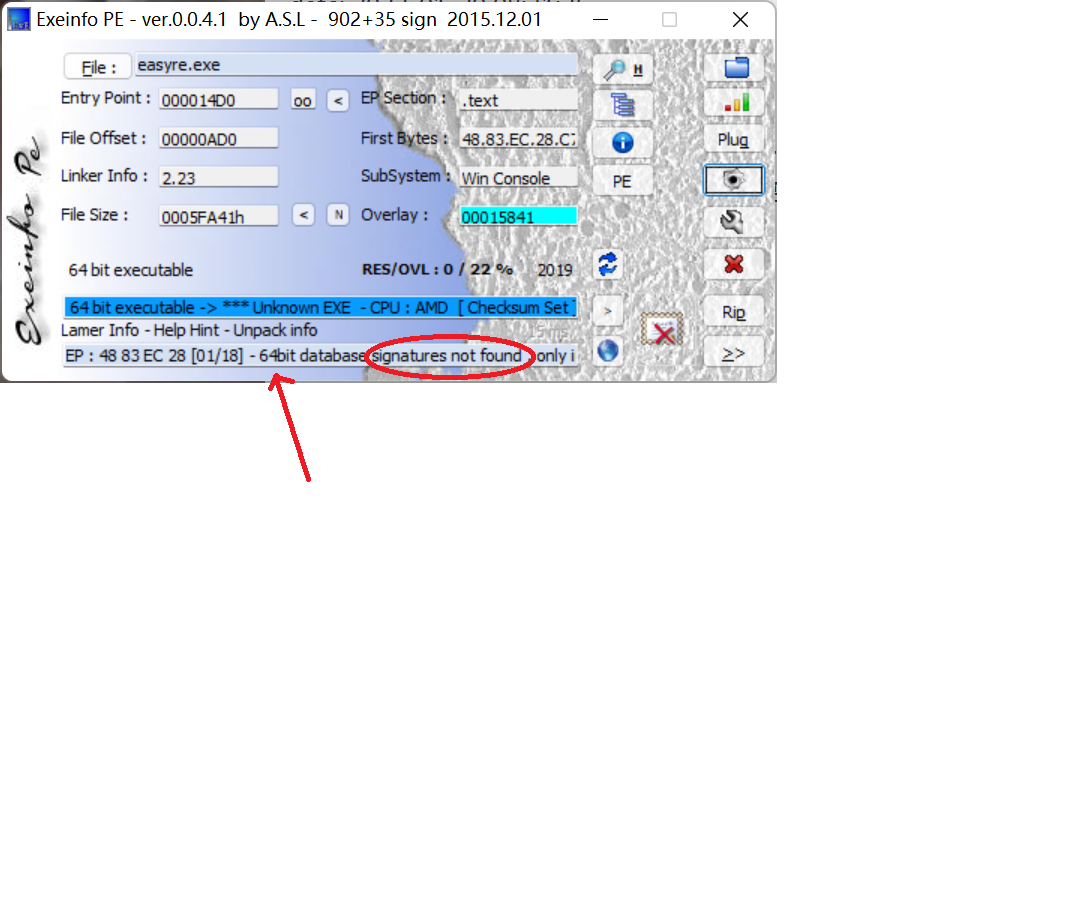 Exeinfo PE - ver.0.0.4.1 by A.S.L - 902+35 sign 2015.12.01
File : easyre.exe H
Entry Point : 000014D0 oo < EP Section : .text
File Offset : 00000AD0 First Bytes : 48.83.EC.28.C7 Plug
Linker Info : 2.23 SubSystem : Win Console PE
File Size : 0005FA41h < N Overlay : 00015841
Exeinfo Pe
64 bit executable RES/OVL : 0 / 22 % 2019
64 bit executable -> *** Unknown EXE - CPU : AMD [ Checksum Set ] > Rip
Lamer Info - Help Hint - Unpack info 15 ms.
EP : 48 83 EC 28 [01/18] - 64bit database signatures not found , only i >>